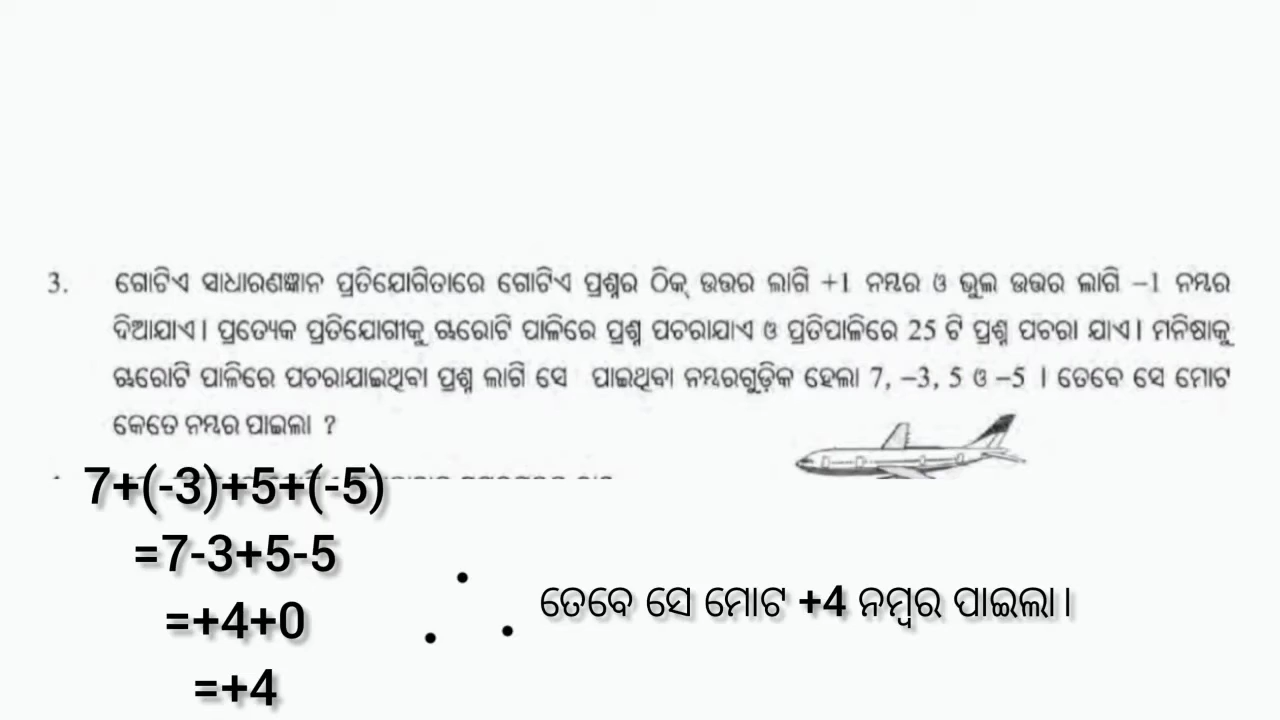 3. ଗୋଟିଏ ସାଧାରଣଜ୍ଞାନ ପ୍ରତିଯୋଗିତାରେ ଗୋଟିଏ ପ୍ରଶ୍ନର ଠିକ୍ ଉତ୍ତର ଲାଗି +1 ନମ୍ବର ଓ ଭୁଲ ଉତ୍ତର ଲାଗି −1 ନମ୍ବର
ଦିଆଯାଏ। ପ୍ରତ୍ୟେକ ପ୍ରତିଯୋଗୀକୁ ଋରୋଟି ପାଳିରେ ପ୍ରଶ୍ନ ପଚରାଯାଏ ଓ ପ୍ରତିପାଳିରେ 25 ଟି ପ୍ରଶ୍ନ ପଚରା ଯାଏ। ମନିଷାକୁ
ଋରୋଟି ପାଳିରେ ପଚରାଯାଇଥିବା ପ୍ରଶ୍ନ ଲାଗି ସେ ପାଇଥିବା ନମ୍ବରଗୁଡ଼ିକ ହେଲା 7, −3, 5 ଓ −5 । ତେବେ ସେ ମୋଟ
କେତେ ନମ୍ବର ପାଇଲା ?
7+(-3)+5+(-5)
=7-3+5-5
=+4+0
=+4
∴ ତେବେ ସେ ମୋଟ +4 ନମ୍ବର ପାଇଲା।